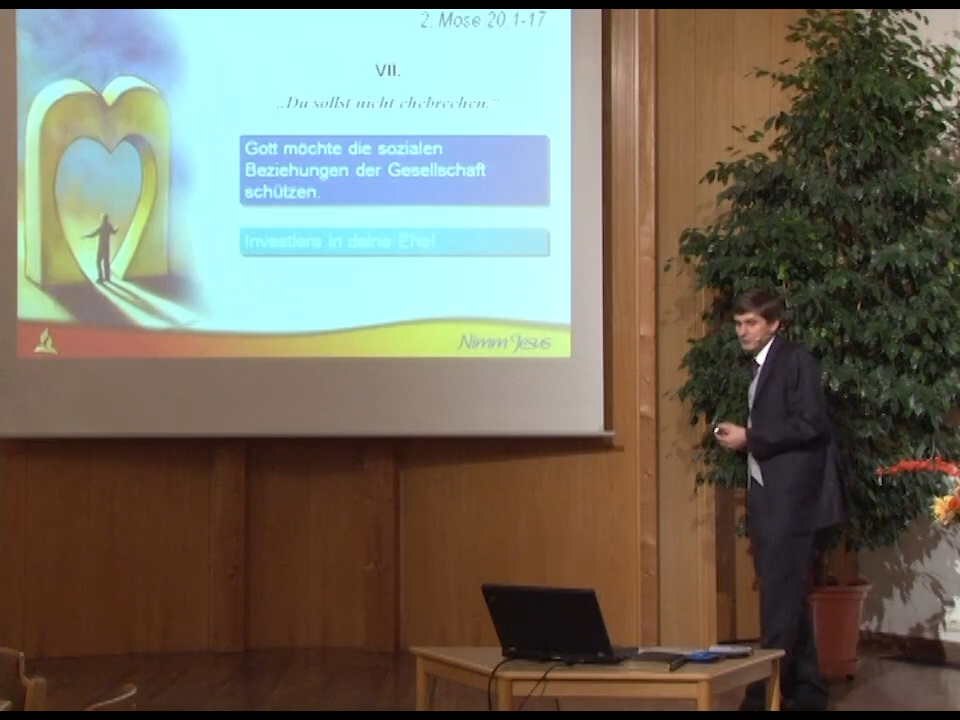 2. Mose 20,1-17
VII.
„Du sollst nicht ehebrechen.“
Gott möchte die sozialen
Beziehungen der Gesellschaft
schützen.
Investiere in deine Ehe!
Nimm Jesus